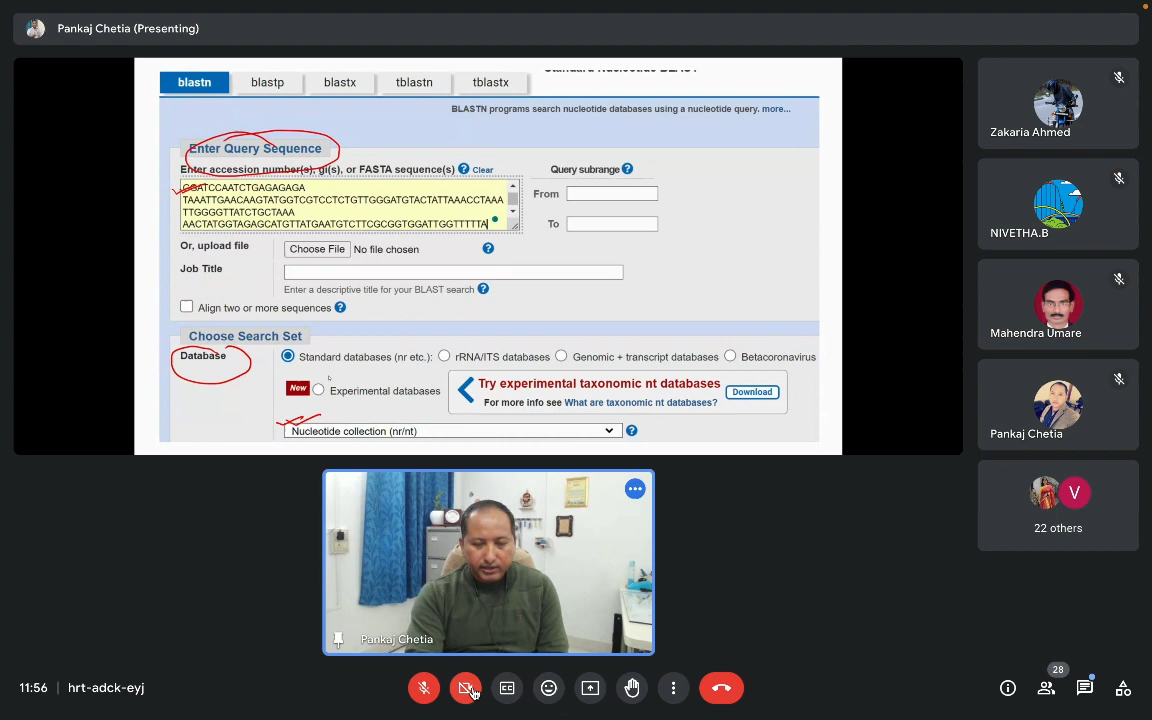 Pankaj Chetia (Presenting)
blastn
blastp
blastx
tblastn
tblastx
Standard Nucleotide BLAST
BLASTN programs search nucleotide databases using a nucleotide query. more...
Enter Query Sequence
Enter accession number(s), gi(s), or FASTA sequence(s) ? Clear
Query subrange ?
GGATCCAATCTGAGAGAGA
TAAATTGAACAAGTATGGTCGTCCTCTGTTGGGATGTACTATTAAACCTAAA
TTGGGGTTATCTGCTAAA
AACTATGGTAGAGCATGTTATGAATGTCTTCGCGGTGGATTGGTTTTTA
From
To
Or, upload file
Choose File No file chosen ?
Job Title
Enter a descriptive title for your BLAST search ?
Align two or more sequences ?
Choose Search Set
Database
Standard databases (nr etc.):
rRNA/ITS databases
Genomic + transcript databases
Betacoronavirus
New
Experimental databases
Try experimental taxonomic nt databases
For more info see What are taxonomic nt databases?
Download
Nucleotide collection (nr/nt) ?
Zakaria Ahmed
NIVETHA.B
Mahendra Umare
Pankaj Chetia
V
22 others
Pankaj Chetia
11:56 | hrt-adck-eyj
CC
28